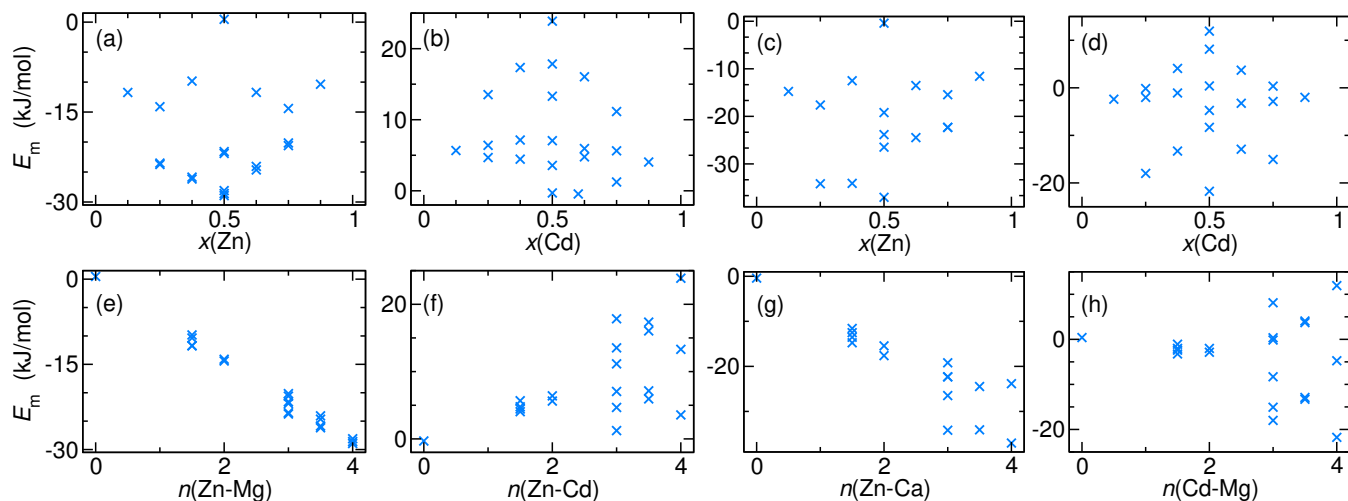 0
-15
-30
E_m (kJ/mol)
(a)
0 0.5 1
x(Zn)
20
0
(b)
0 0.5 1
x(Cd)
0
-10
-20
-30
(c)
0 0.5 1
x(Zn)
0
-20
(d)
0 0.5 1
x(Cd)
0
-15
-30
E_m (kJ/mol)
(e)
0 2 4
n(Zn-Mg)
20
0
(f)
0 2 4
n(Zn-Cd)
0
-20
(g)
0 2 4
n(Zn-Ca)
0
-20
(h)
0 2 4
n(Cd-Mg)